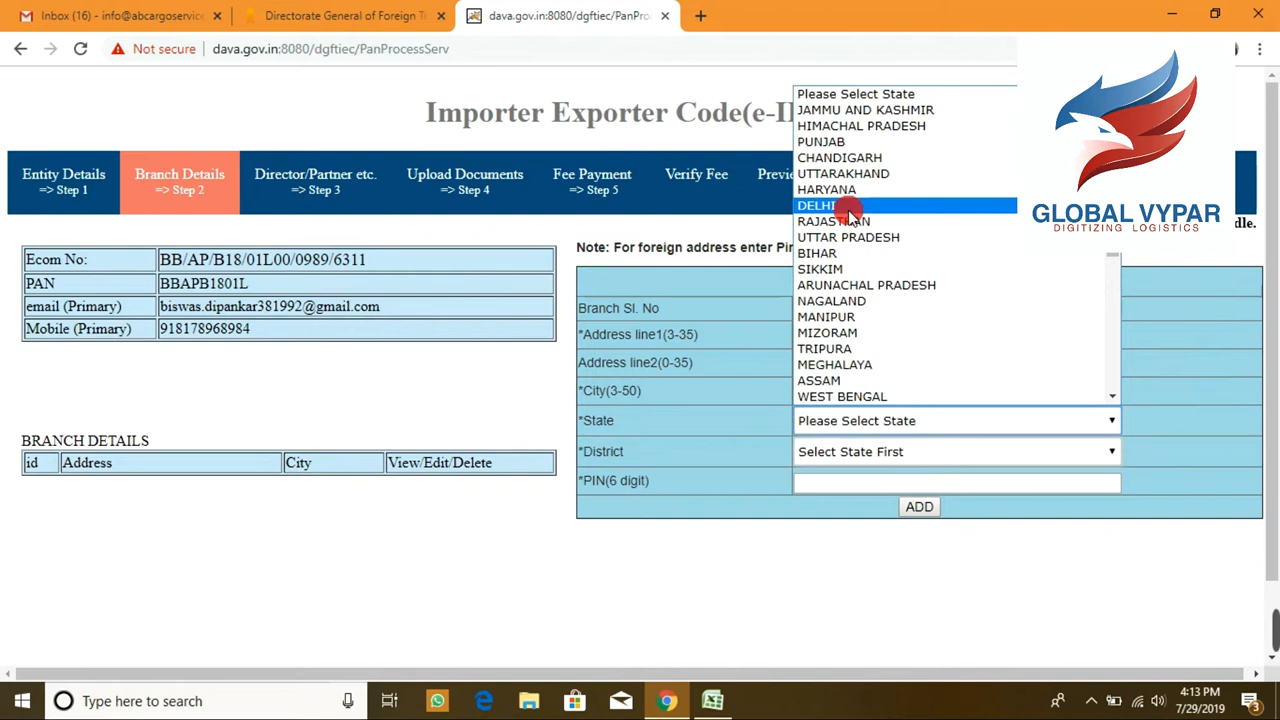 Inbox (16) - info@abcargoservice
Directorate General of Foreign Tr
dava.gov.in:8080/dgftiec/PanPro
Not secure
dava.gov.in:8080/dgftiec/PanProcessServ
Importer Exporter Code(e-II
Entity Details
=> Step 1
Branch Details
=> Step 2
Director/Partner etc.
=> Step 3
Upload Documents
=> Step 4
Fee Payment
=> Step 5
Verify Fee
Previ
GLOBAL VYPAR
DIGITIZING LOGISTICS
dle.
Note: For foreign address enter Pin
Ecom No: BB/AP/B18/01L00/0989/6311
PAN BBAPB1801L
email (Primary) biswas.dipankar381992@gmail.com
Mobile (Primary) 918178968984
BRANCH DETAILS
id Address City View/Edit/Delete
Please Select State
JAMMU AND KASHMIR
HIMACHAL PRADESH
PUNJAB
CHANDIGARH
UTTARAKHAND
HARYANA
DELHI
RAJASTHAN
UTTAR PRADESH
BIHAR
SIKKIM
ARUNACHAL PRADESH
NAGALAND
MANIPUR
MIZORAM
TRIPURA
MEGHALAYA
ASSAM
WEST BENGAL
Branch Sl. No
*Address line1(3-35)
Address line2(0-35)
*City(3-50)
*State Please Select State
*District Select State First
*PIN(6 digit)
ADD
Type here to search
4:13 PM
7/29/2019
3